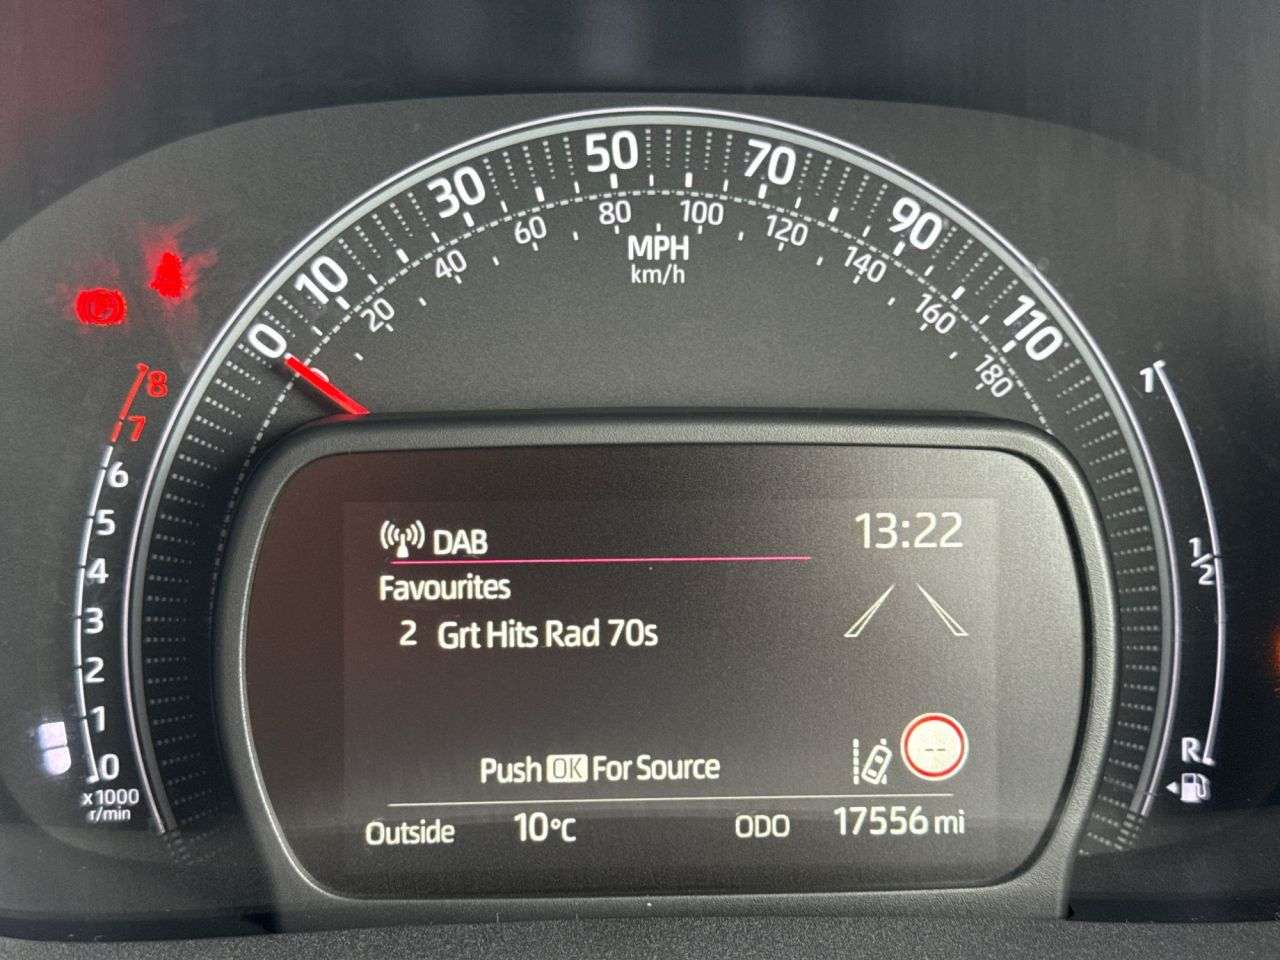 0
10
30
50
70
90
110
20
40
60
80
100
120
140
160
180
MPH
km/h
8
7
6
5
4
3
2
1
0
x1000
r/min
1
1/2
R
DAB
13:22
Favourites
2 Grt Hits Rad 70s
Push OK For Source
--
Outside 10°C ODO 17556 mi